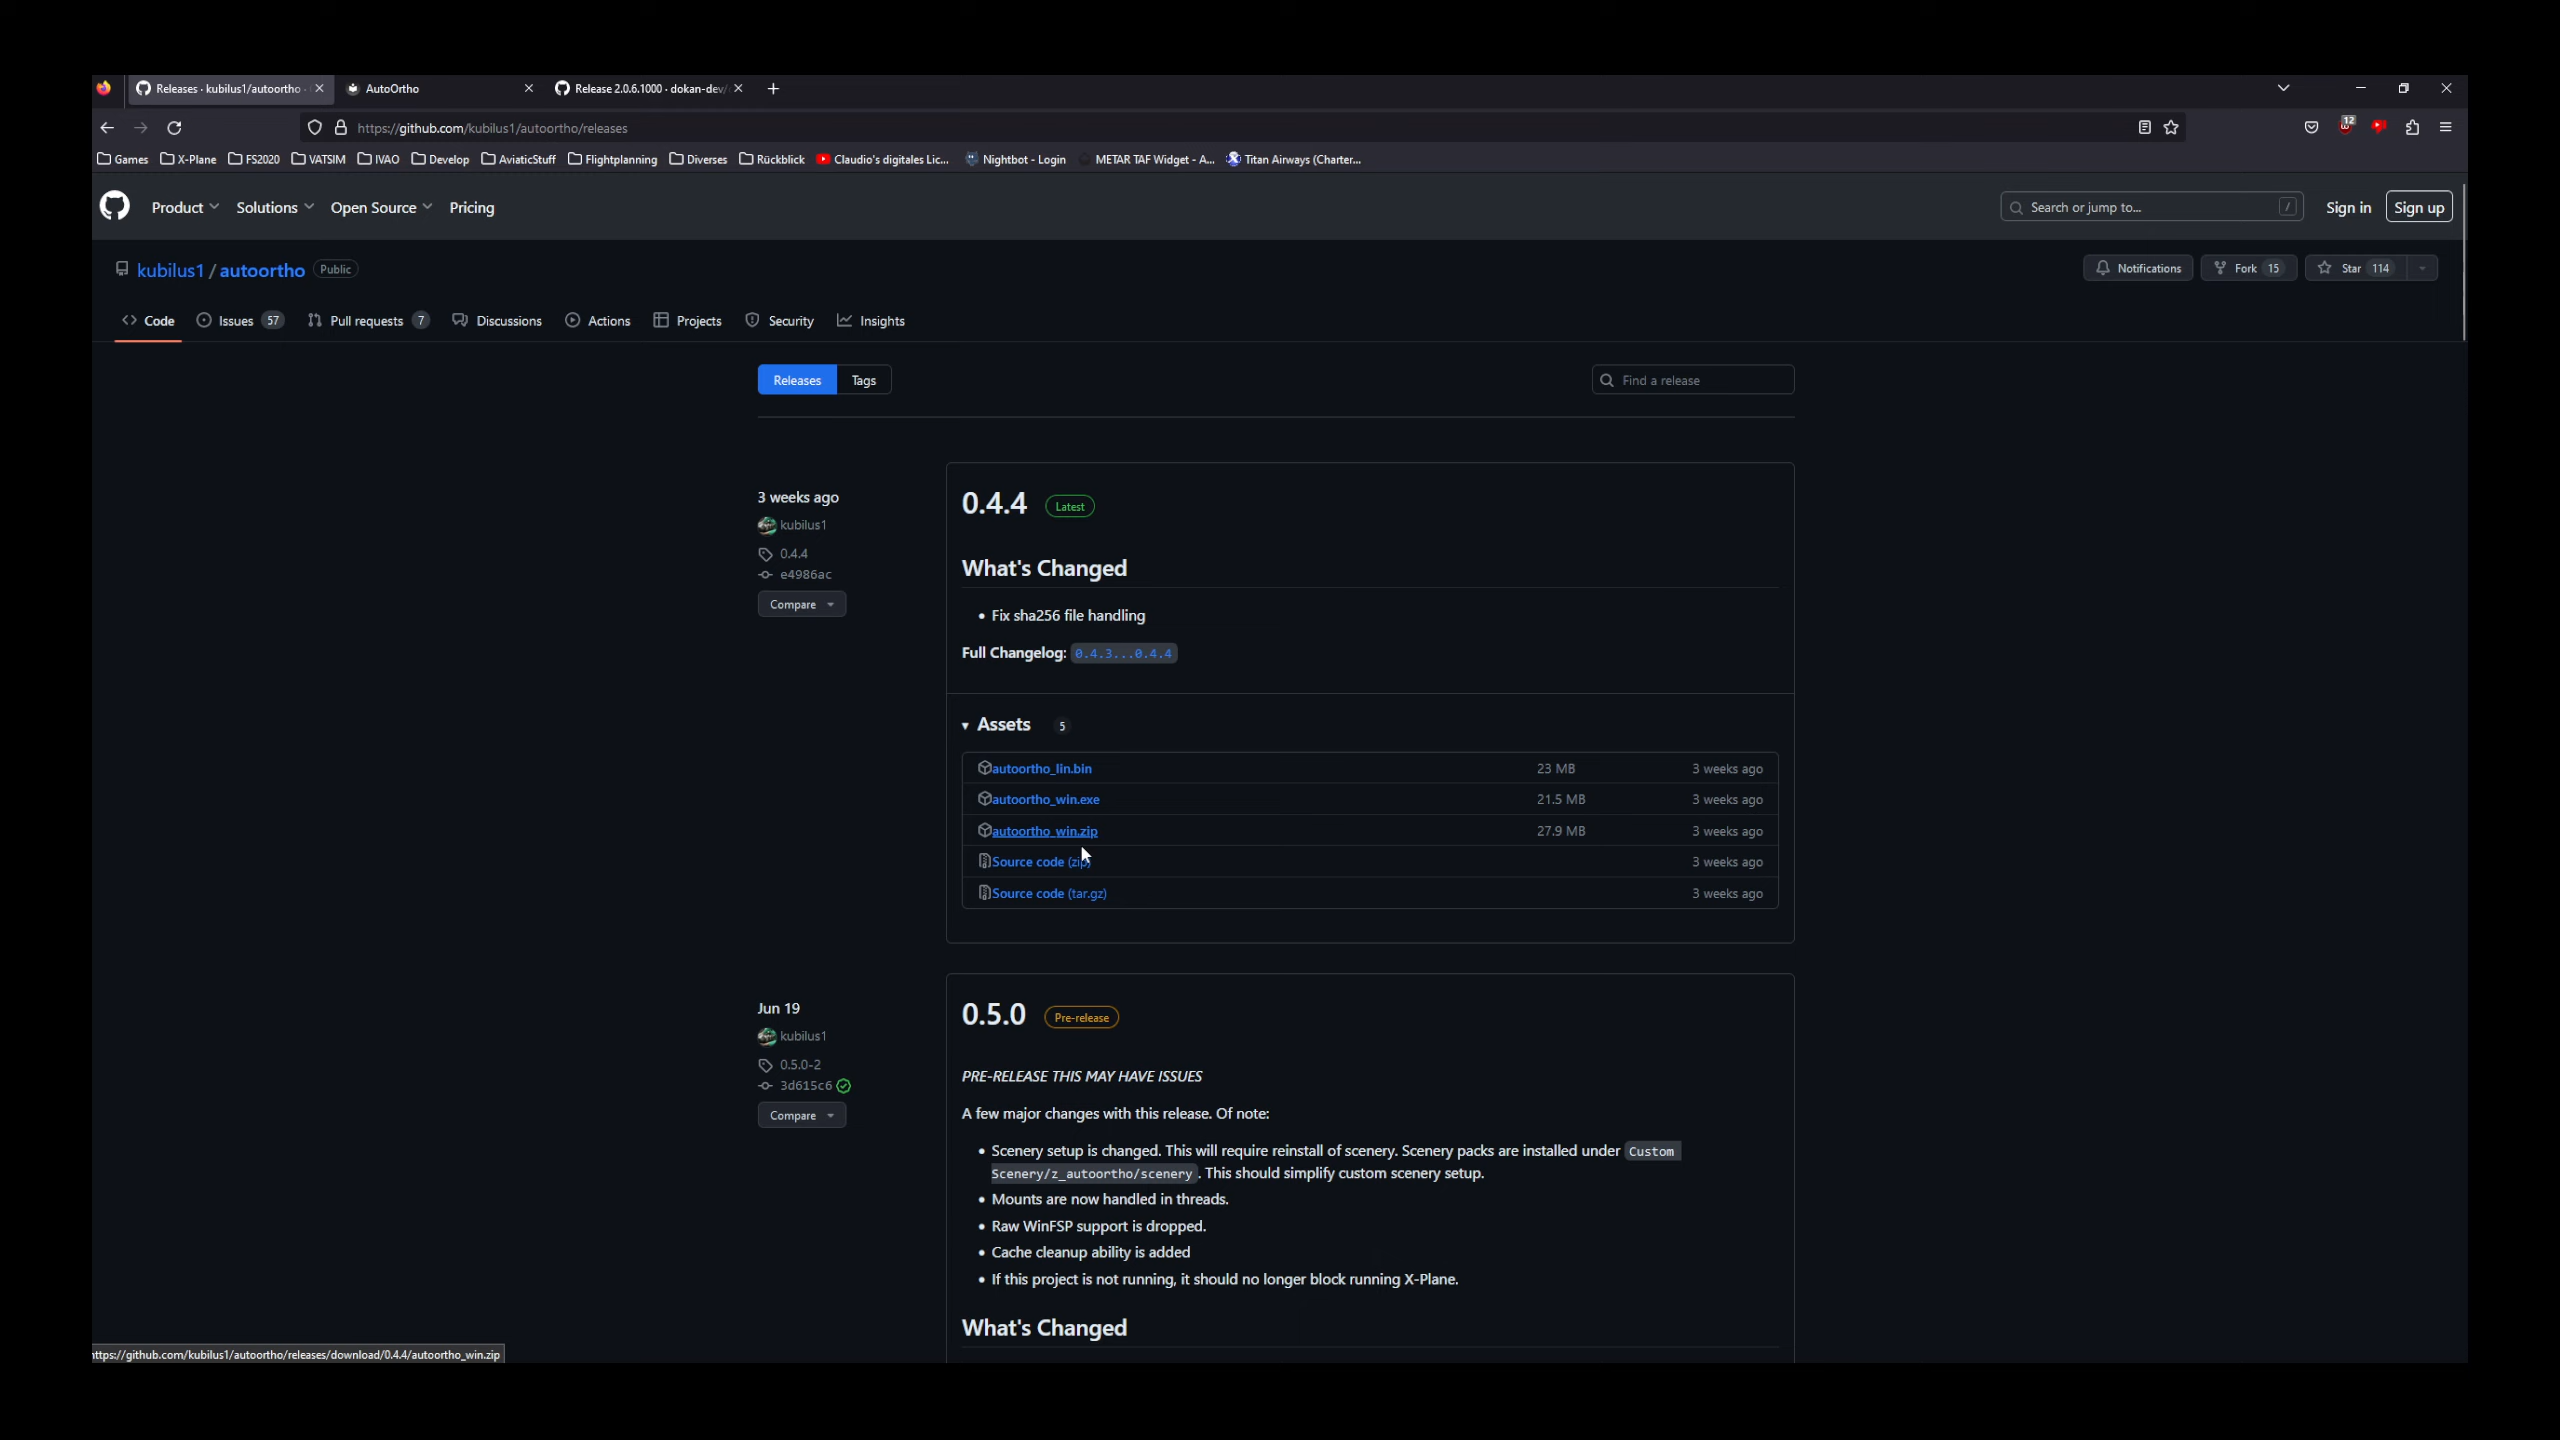 Releases · kubilus1/autoortho
AutoOrtho
Release 2.0.6.1000 · dokan-dev/
https://github.com/kubilus1/autoortho/releases
12
Games
X-Plane
FS2020
VATSIM
IVAO
Develop
AviaticStuff
Flightplanning
Diverses
Rückblick
Claudio's digitales Lic...
Nightbot - Login
METAR TAF Widget - A...
Titan Airways (Charter...
Product
Solutions
Open Source
Pricing
Search or jump to...
/
Sign in
Sign up
kubilus1 / autoortho
Public
Notifications
Fork 15
Star 114
Code
Issues 57
Pull requests 7
Discussions
Actions
Projects
Security
Insights
Releases
Tags
Find a release
3 weeks ago
kubilus1
0.4.4
e4986ac
Compare
0.4.4 Latest
What's Changed
• Fix sha256 file handling
Full Changelog: 0.4.3...0.4.4
Assets 5
autoortho_lin.bin 23 MB 3 weeks ago
autoortho_win.exe 21.5 MB 3 weeks ago
autoortho_win.zip 27.9 MB 3 weeks ago
Source code (zip) 3 weeks ago
Source code (tar.gz) 3 weeks ago
Jun 19
kubilus1
0.5.0-2
3d615c6
Compare
0.5.0 Pre-release
PRE-RELEASE THIS MAY HAVE ISSUES
A few major changes with this release. Of note:
• Scenery setup is changed. This will require reinstall of scenery. Scenery packs are installed under Custom
Scenery/z_autoortho/scenery . This should simplify custom scenery setup.
• Mounts are now handled in threads.
• Raw WinFSP support is dropped.
• Cache cleanup ability is added
• If this project is not running, it should no longer block running X-Plane.
What's Changed
ttps://github.com/kubilus1/autoortho/releases/download/0.4.4/autoortho_win.zip